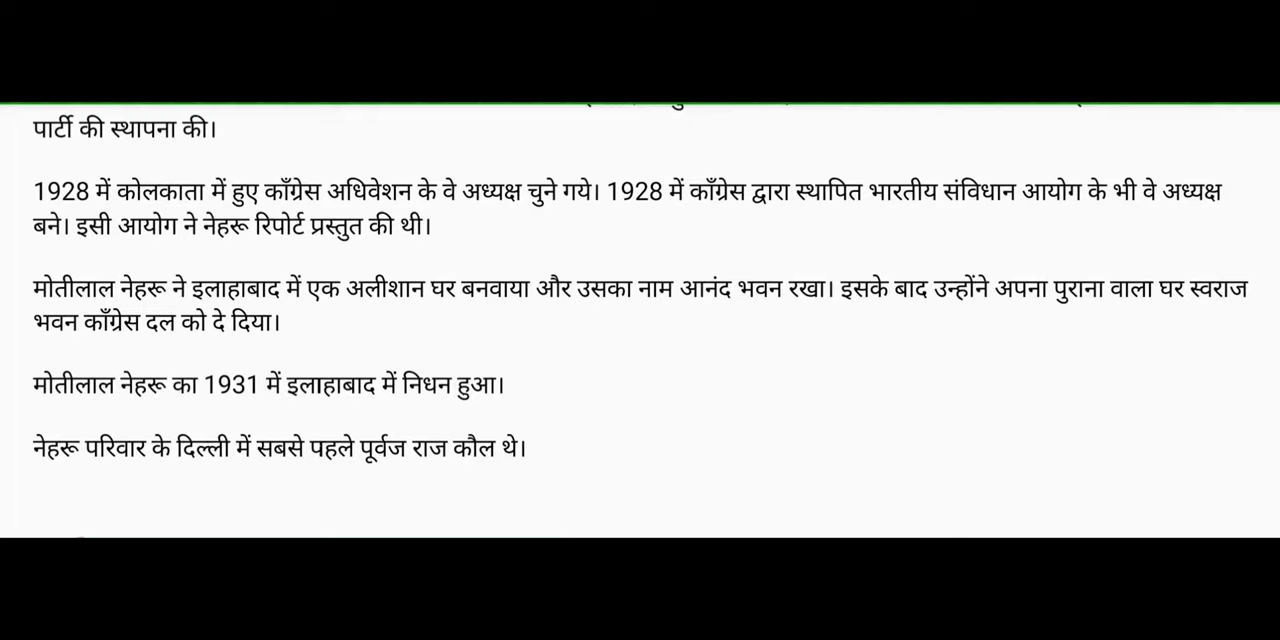 पार्टी की स्थापना की।
1928 में कोलकाता में हुए काँग्रेस अधिवेशन के वे अध्यक्ष चुने गये। 1928 में काँग्रेस द्वारा स्थापित भारतीय संविधान आयोग के भी वे अध्यक्ष
बने। इसी आयोग ने नेहरू रिपोर्ट प्रस्तुत की थी।
मोतीलाल नेहरू ने इलाहाबाद में एक अलीशान घर बनवाया और उसका नाम आनंद भवन रखा। इसके बाद उन्होंने अपना पुराना वाला घर स्वराज
भवन काँग्रेस दल को दे दिया।
मोतीलाल नेहरू का 1931 में इलाहाबाद में निधन हुआ।
नेहरू परिवार के दिल्ली में सबसे पहले पूर्वज राज कौल थे।